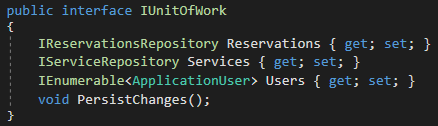 public interface IUnitOfWork
{
    IReservationsRepository Reservations { get; set; }
    IServiceRepository Services { get; set; }
    IEnumerable<ApplicationUser> Users { get; set; }
    void PersistChanges();
}